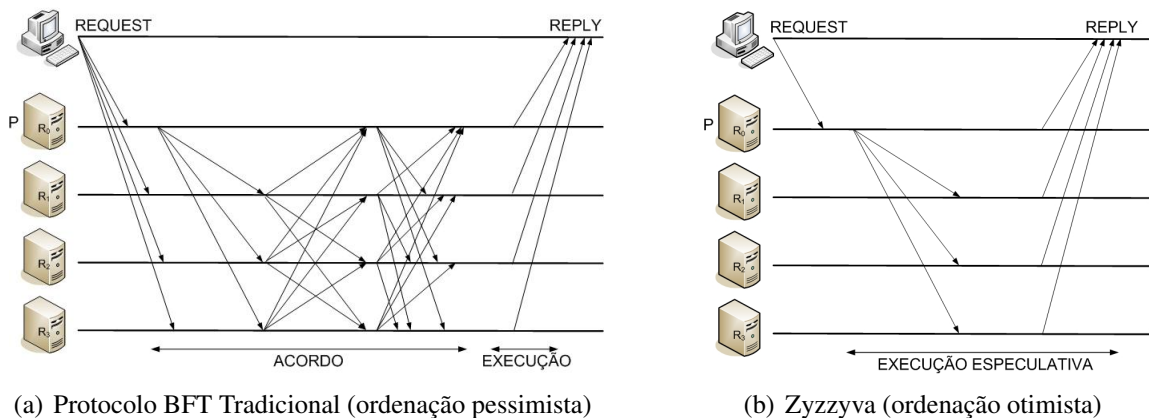 REQUEST
REPLY
P
R0
R1
R2
R3
ACORDO
EXECUÇÃO
(a) Protocolo BFT Tradicional (ordenação pessimista)
REQUEST
REPLY
P
R0
R1
R2
R3
EXECUÇÃO ESPECULATIVA
(b) Zyzzyva (ordenação otimista)